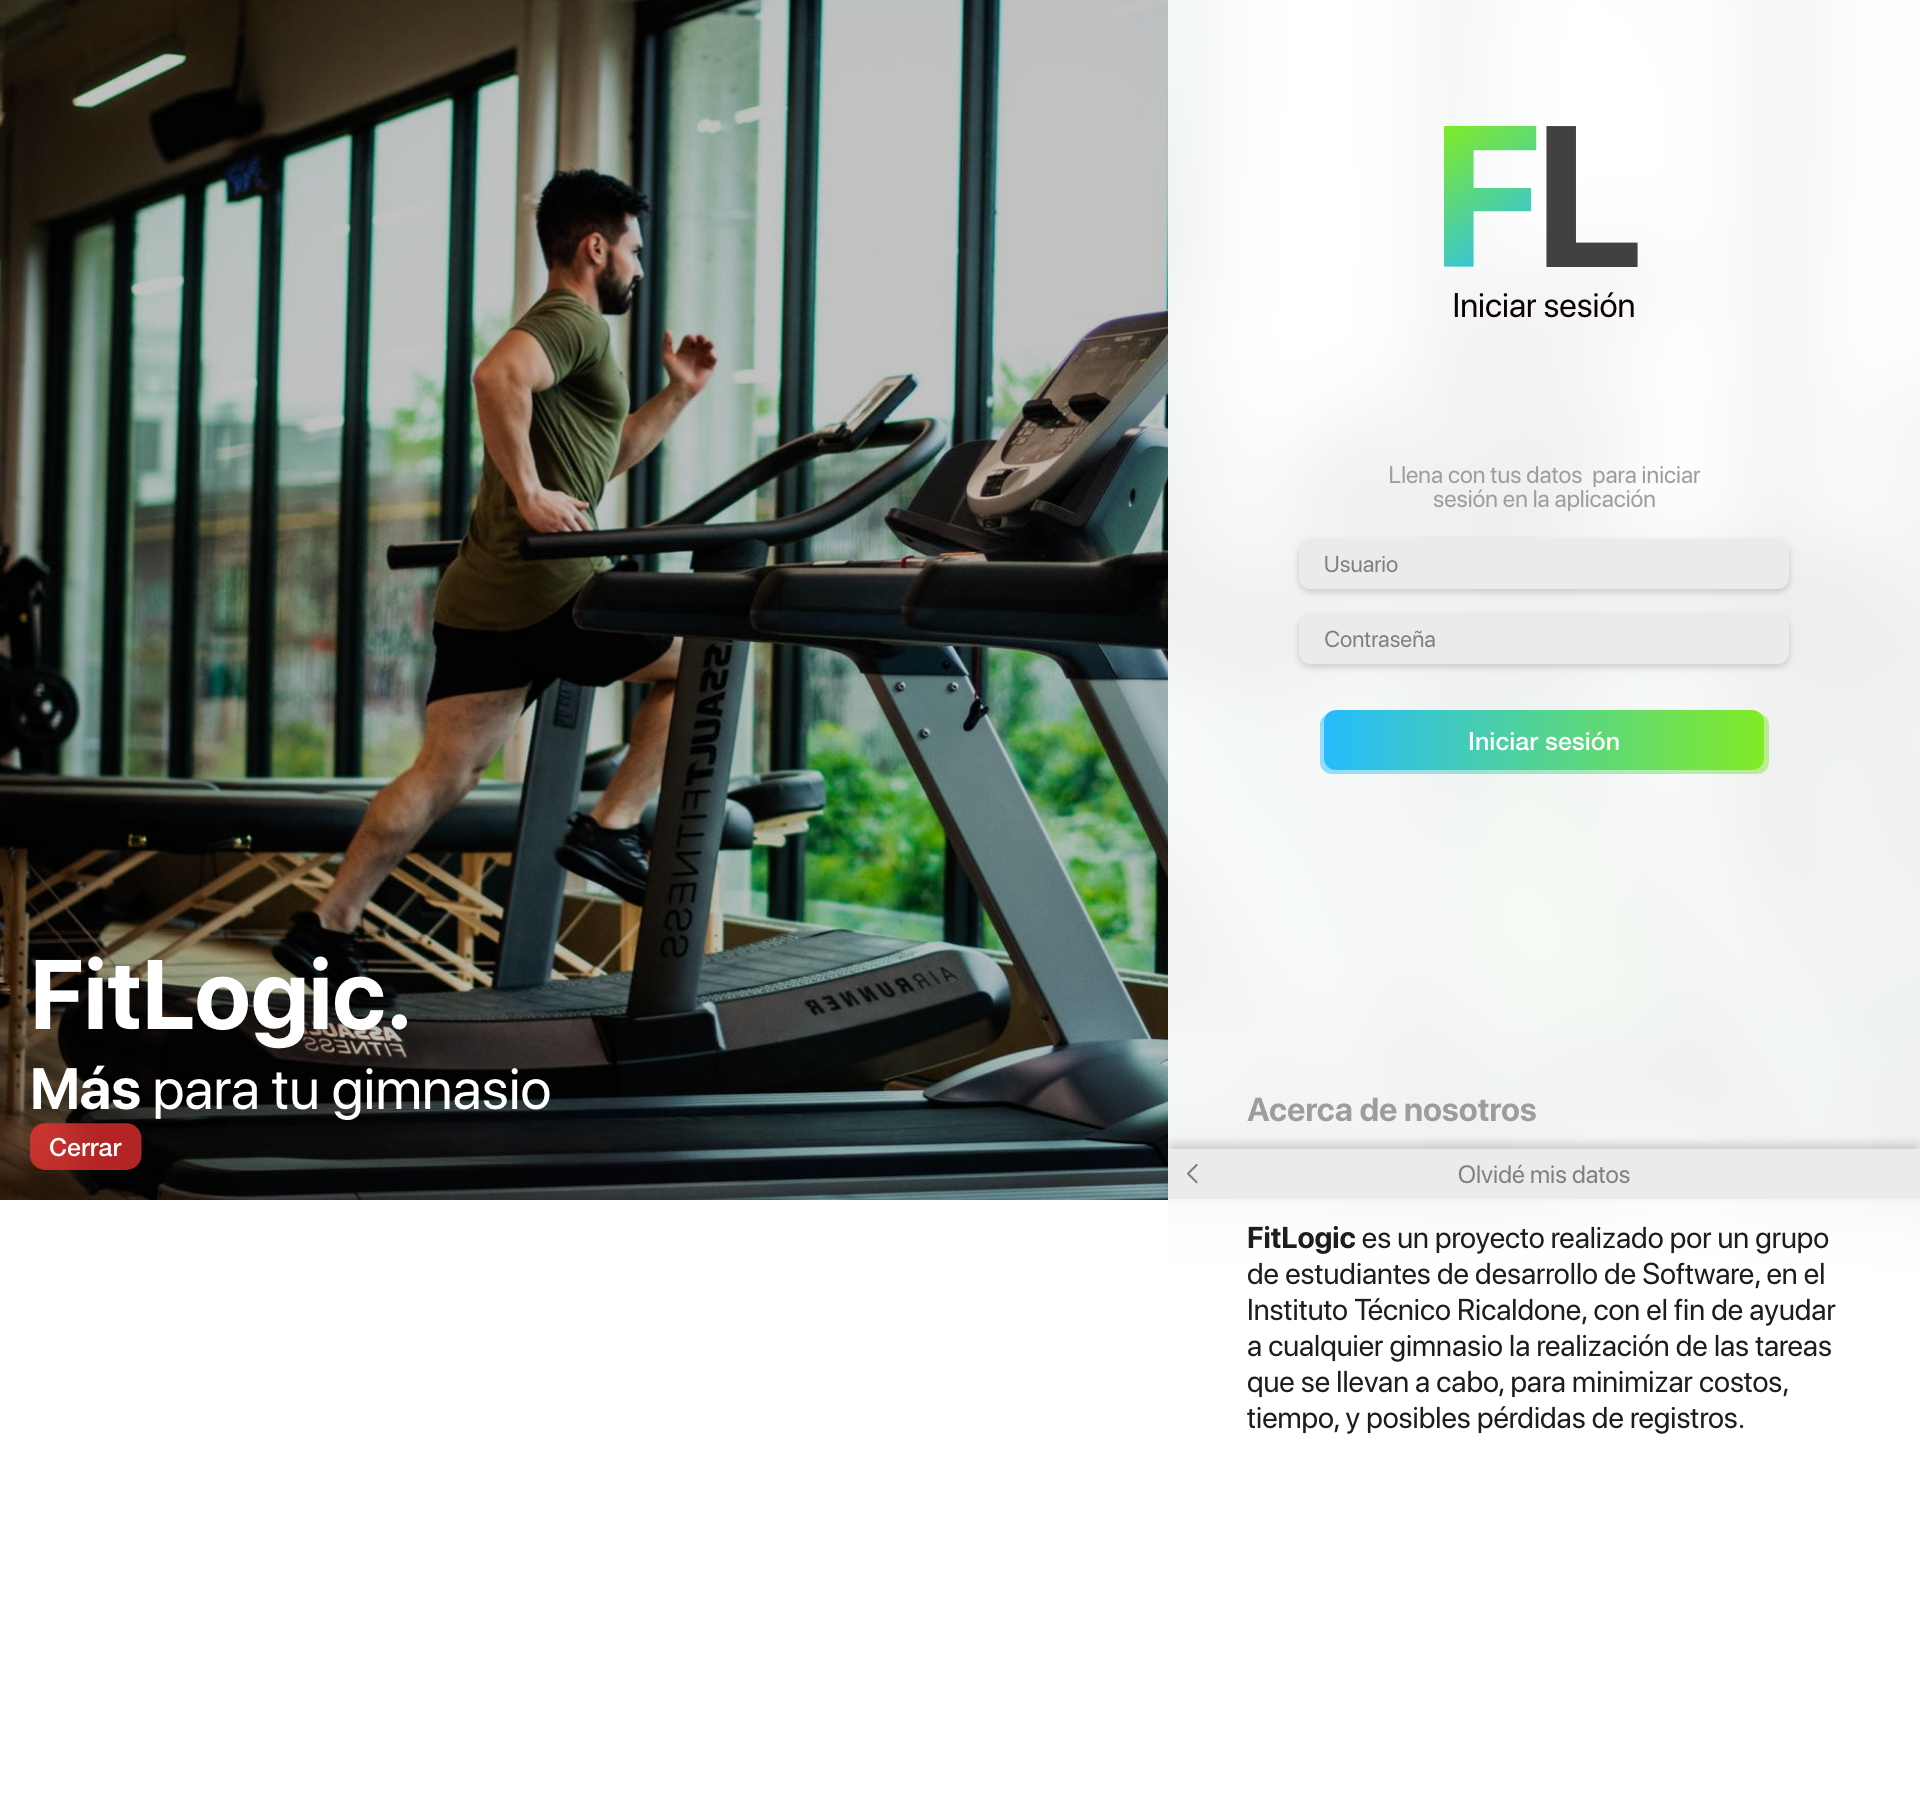 FitLogic.
Más para tu gimnasio
Cerrar
ASSAULT FITNESS
AIRRUNNER
ASSAULT
FITNESS
FL
Iniciar sesión
Llena con tus datos  para iniciar
sesión en la aplicación
Usuario
Contraseña
Iniciar sesión
Acerca de nosotros
Olvidé mis datos
FitLogic es un proyecto realizado por un grupo
de estudiantes de desarrollo de Software, en el
Instituto Técnico Ricaldone, con el fin de ayudar
a cualquier gimnasio la realización de las tareas
que se llevan a cabo, para minimizar costos,
tiempo, y posibles pérdidas de registros.